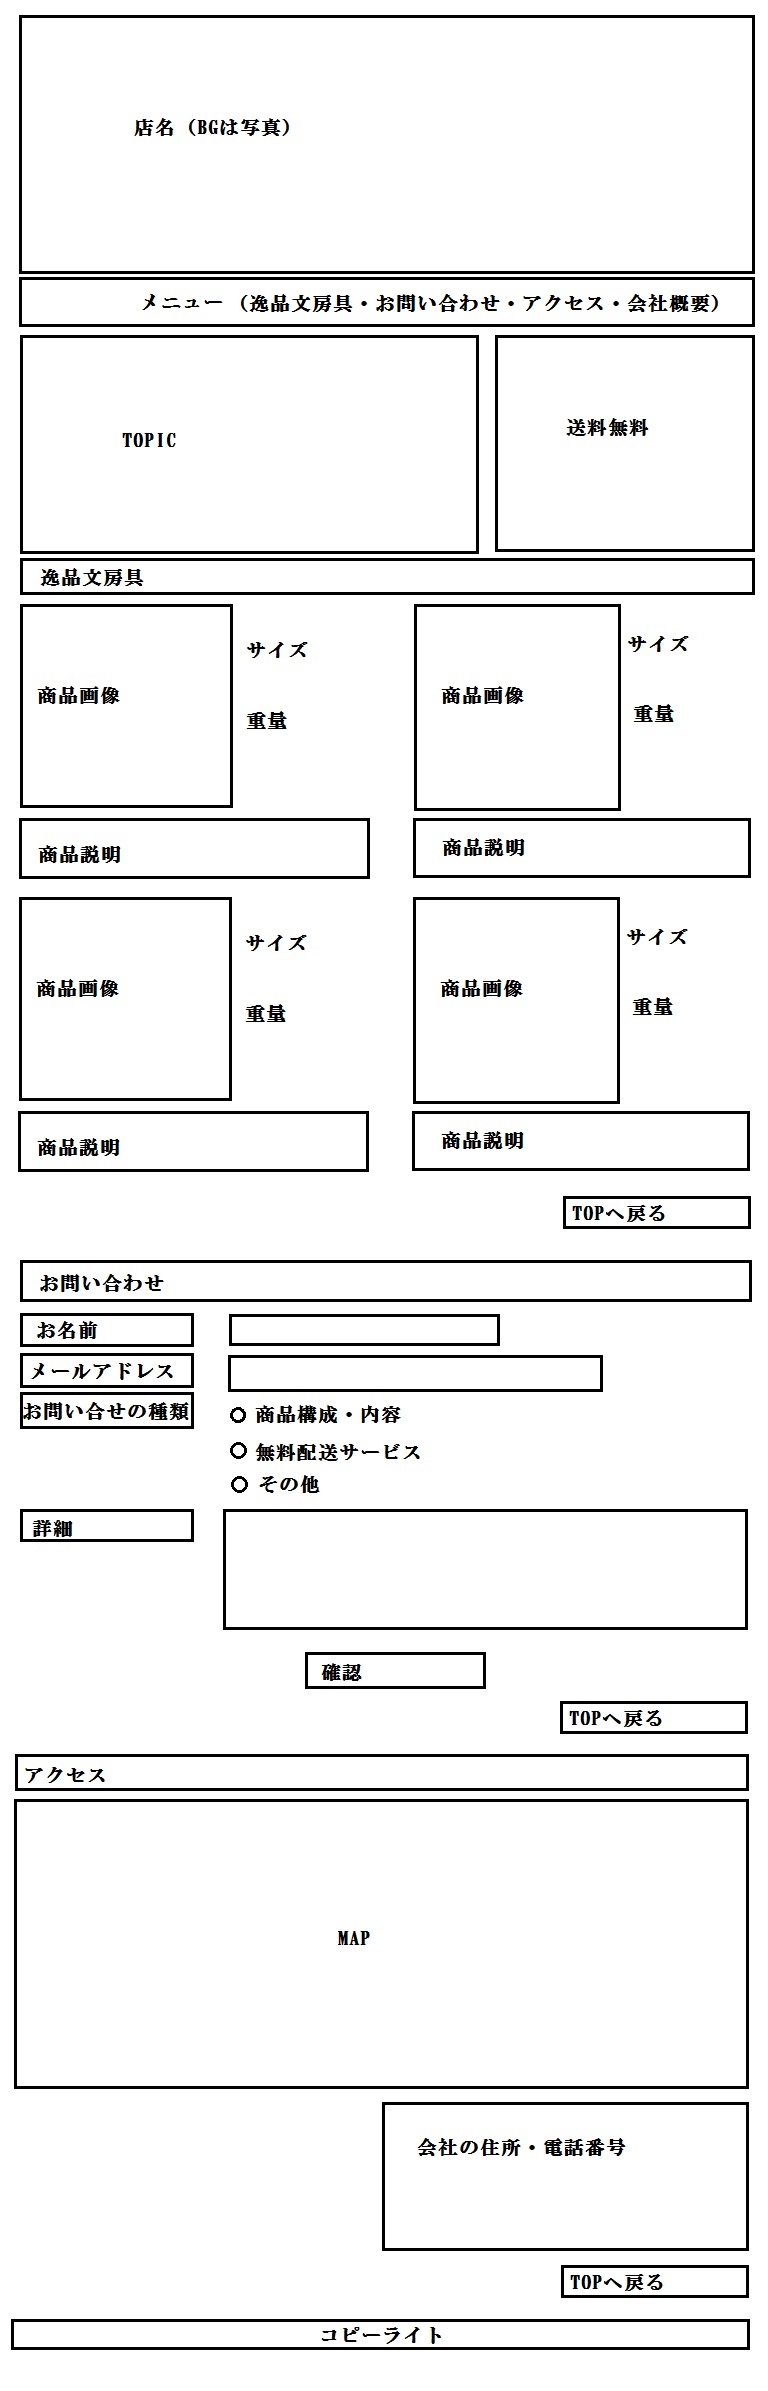 店名（BGは写真）
メニュー（逸品文房具・お問い合わせ・アクセス・会社概要）
TOPIC
送料無料
逸品文房具
商品画像
サイズ
重量
商品画像
サイズ
重量
商品説明
商品説明
商品画像
サイズ
重量
商品画像
サイズ
重量
商品説明
商品説明
TOPへ戻る
お問い合わせ
お名前
メールアドレス
お問い合せの種類
商品構成・内容
無料配送サービス
その他
詳細
確認
TOPへ戻る
アクセス
MAP
会社の住所・電話番号
TOPへ戻る
コピーライト